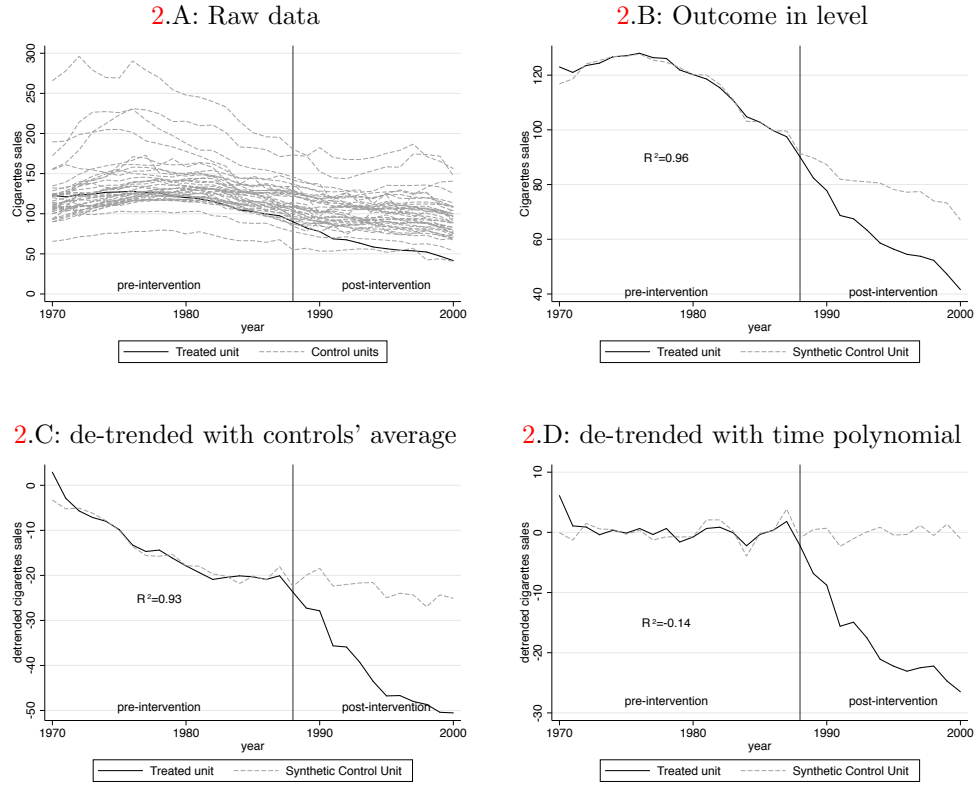 2.A: Raw data
Cigarettes sales
300
250
200
150
100
50
0
pre-intervention
post-intervention
1970
1980
1990
2000
year
Treated unit
Control units
2.B: Outcome in level
Cigarettes sales
120
100
80
60
40
R²=0.96
pre-intervention
post-intervention
1970
1980
1990
2000
year
Treated unit
Synthetic Control Unit
2.C: de-trended with controls' average
detrended cigarettes sales
0
-10
-20
-30
-40
-50
R²=0.93
pre-intervention
post-intervention
1970
1980
1990
2000
year
Treated unit
Synthetic Control Unit
2.D: de-trended with time polynomial
detrended cigarettes sales
10
0
-10
-20
-30
R²=-0.14
pre-intervention
post-intervention
1970
1980
1990
2000
year
Treated unit
Synthetic Control Unit